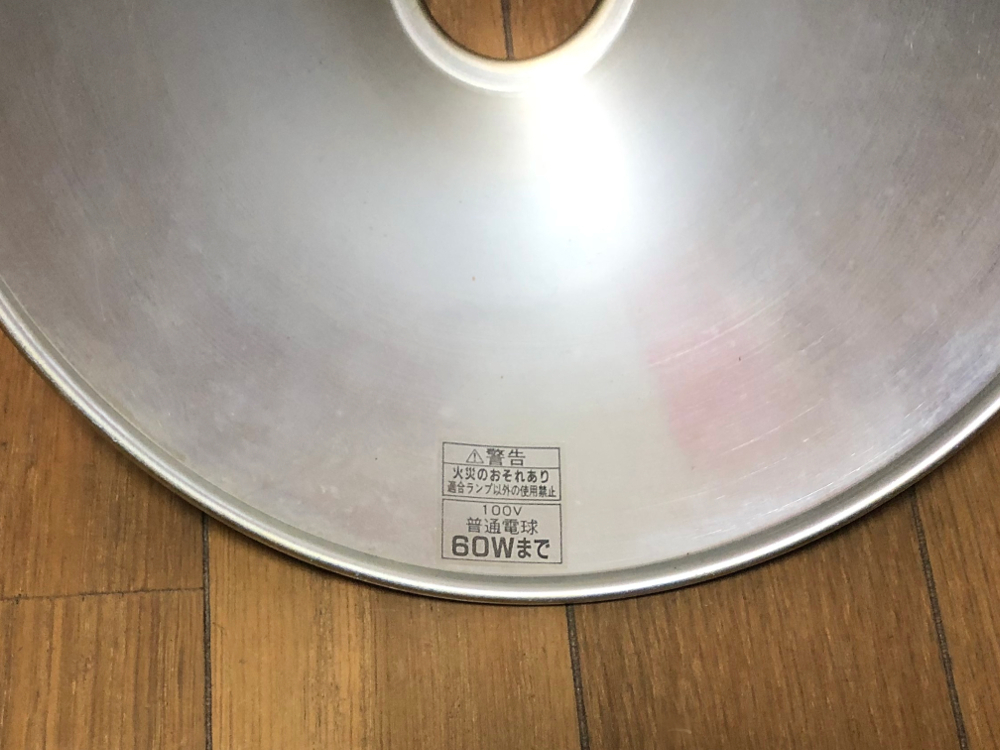 ⚠警告
火災のおそれあり
適合ランプ以外の使用禁止
100V
普通電球
60Wまで